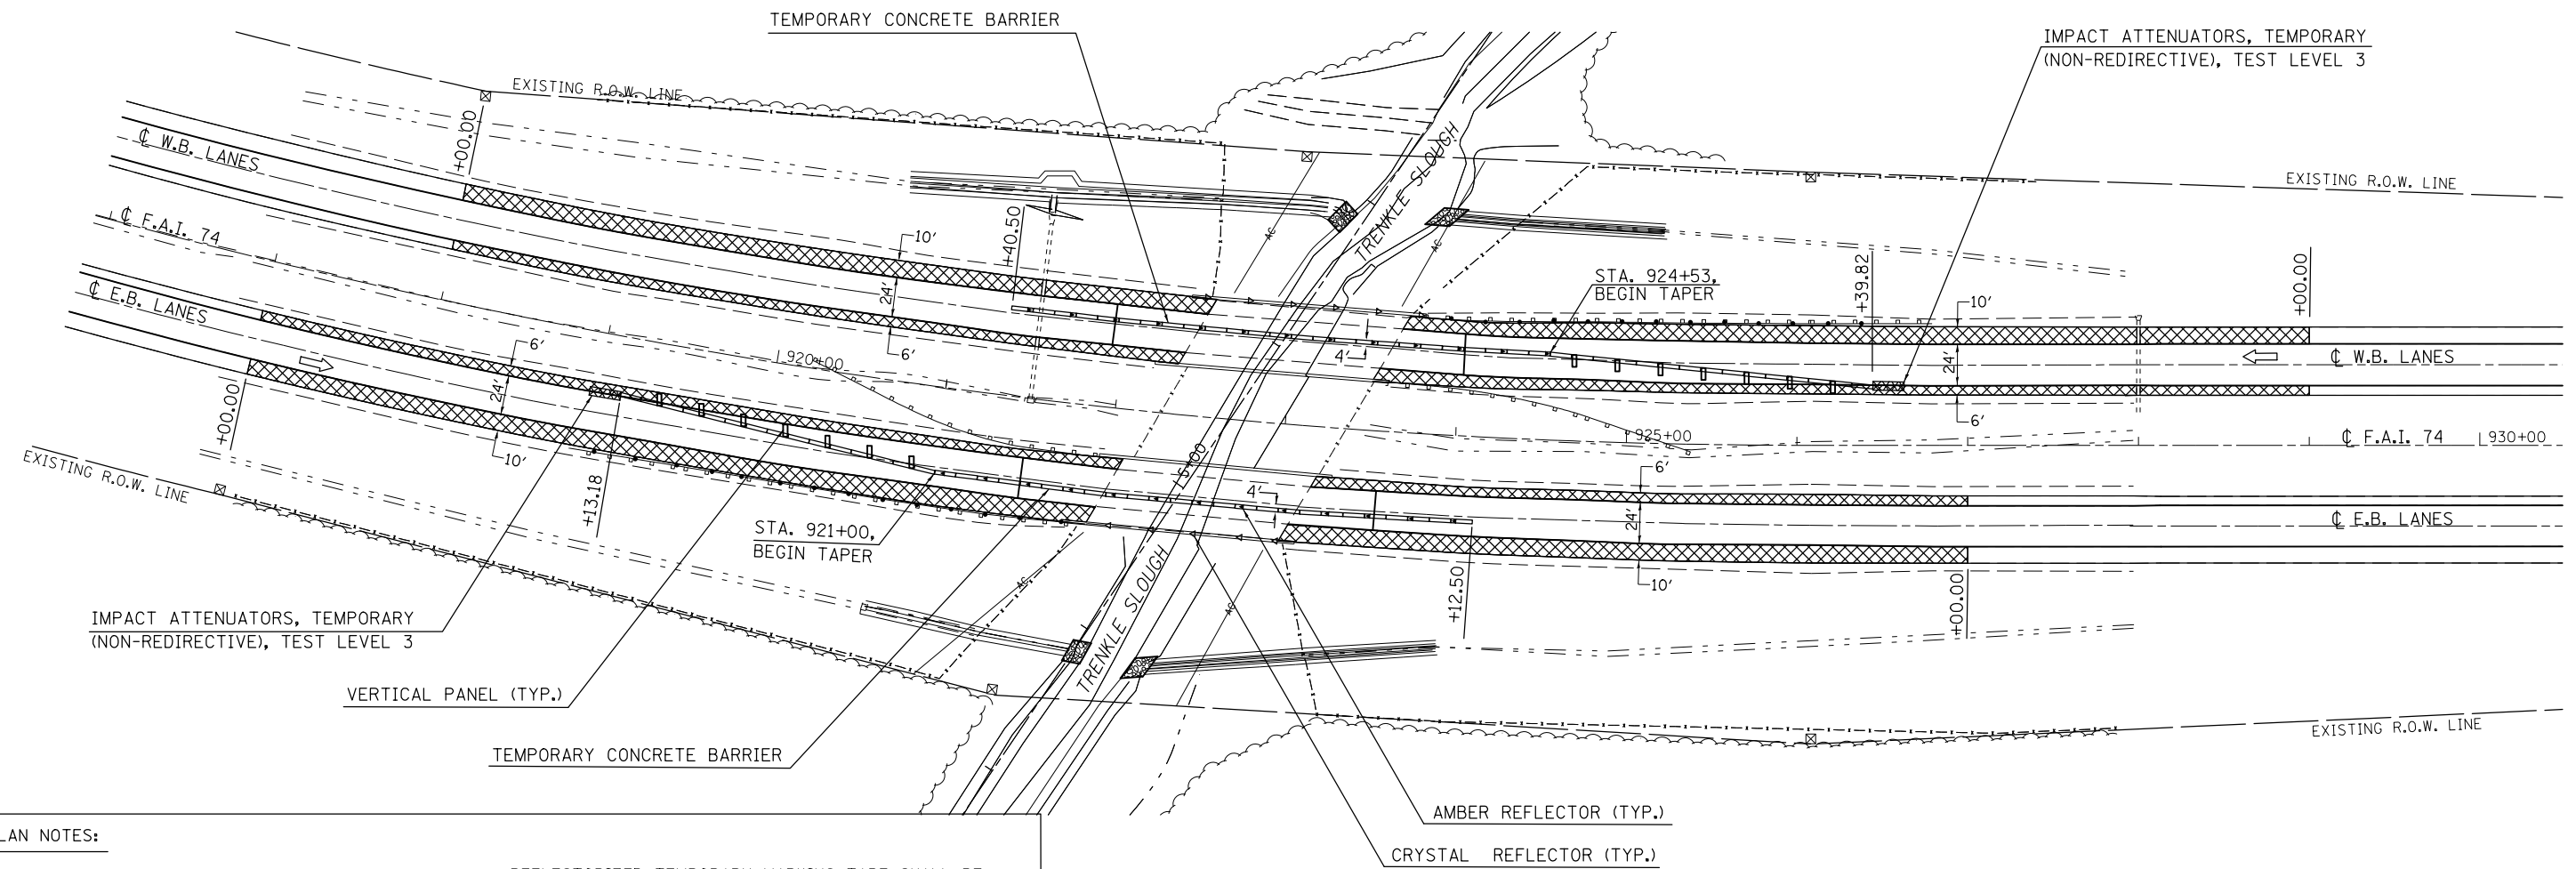 TEMPORARY CONCRETE BARRIER
IMPACT ATTENUATORS, TEMPORARY
(NON-REDIRECTIVE), TEST LEVEL 3
EXISTING R.O.W. LINE
+00.00
℄ W.B. LANES
TRENKLE SLOUGH
EXISTING R.O.W. LINE
℄ F.A.I. 74
10'
+40.50
AC
AC
STA. 924+53,
BEGIN TAPER
+39.82
10'
+00.00
℄ E.B. LANES
24'
6'
920+00
4'
24'
℄ W.B. LANES
6'
24'
+00.00
10'
6'
925+00
℄ F.A.I. 74
930+00
EXISTING R.O.W. LINE
+13.18
5+00
4'
6'
24'
℄ E.B. LANES
STA. 921+00,
BEGIN TAPER
10'
+12.50
+00.00
AC
AC
TRENKLE SLOUGH
IMPACT ATTENUATORS, TEMPORARY
(NON-REDIRECTIVE), TEST LEVEL 3
VERTICAL PANEL (TYP.)
EXISTING R.O.W. LINE
TEMPORARY CONCRETE BARRIER
AMBER REFLECTOR (TYP.)
CRYSTAL REFLECTOR (TYP.)
LAN NOTES: